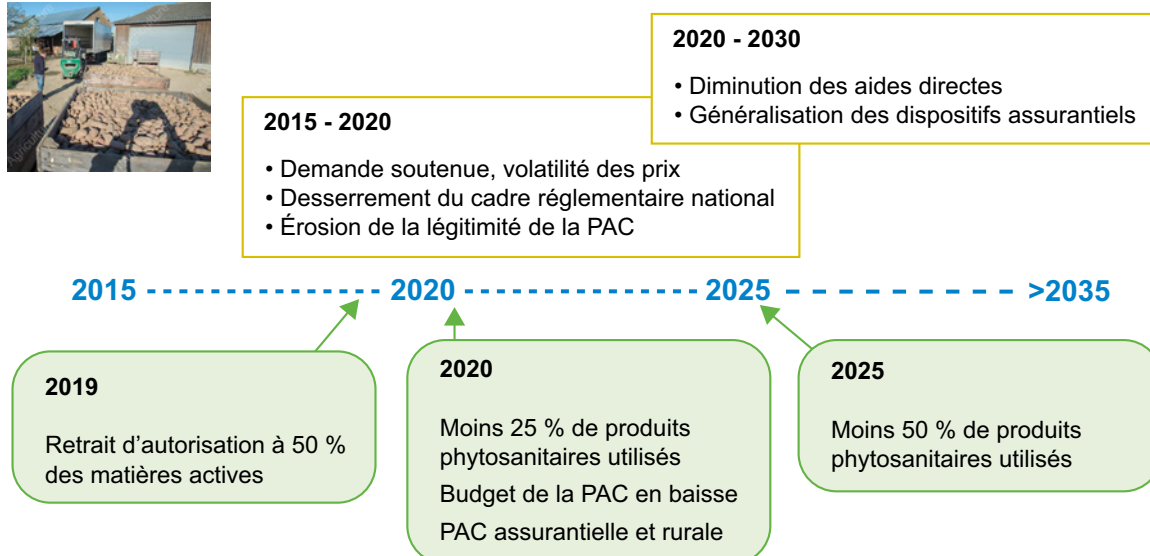 2020 - 2030
• Diminution des aides directes
• Généralisation des dispositifs assurantiels
2015 - 2020
• Demande soutenue, volatilité des prix
• Desserrement du cadre réglementaire national
• Érosion de la légitimité de la PAC
2015 2020 2025 >2035
2019
Retrait d’autorisation à 50 %
des matières actives
2020
Moins 25 % de produits
phytosanitaires utilisés
Budget de la PAC en baisse
PAC assurantielle et rurale
2025
Moins 50 % de produits
phytosanitaires utilisés